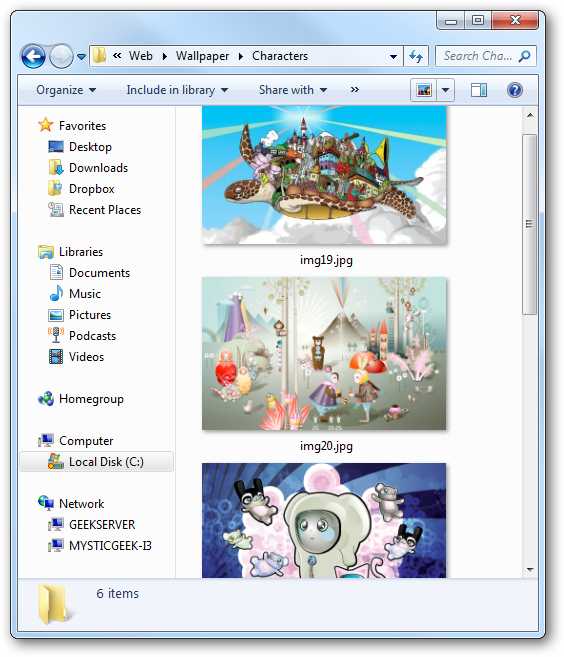 « Web ▸ Wallpaper ▸ Characters
Search Cha...
Organize ▾ Include in library ▾ Share with ▾ »
Favorites
Desktop
Downloads
Dropbox
Recent Places
Libraries
Documents
Music
Pictures
Podcasts
Videos
Homegroup
Computer
Local Disk (C:)
Network
GEEKSERVER
MYSTICGEEK-I3
img19.jpg
img20.jpg
6 items